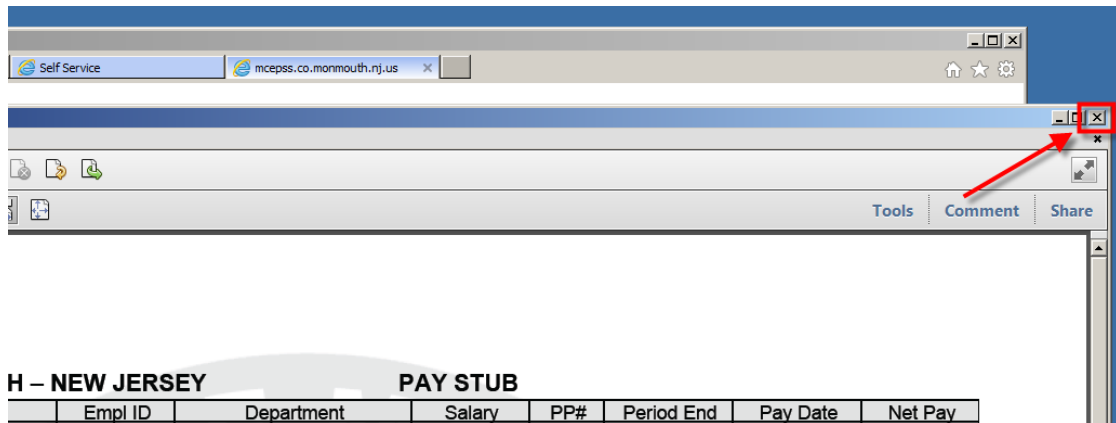 Self Service mcepss.co.monmouth.nj.us
Tools Comment Share
H – NEW JERSEY PAY STUB
Empl ID Department Salary PP# Period End Pay Date Net Pay